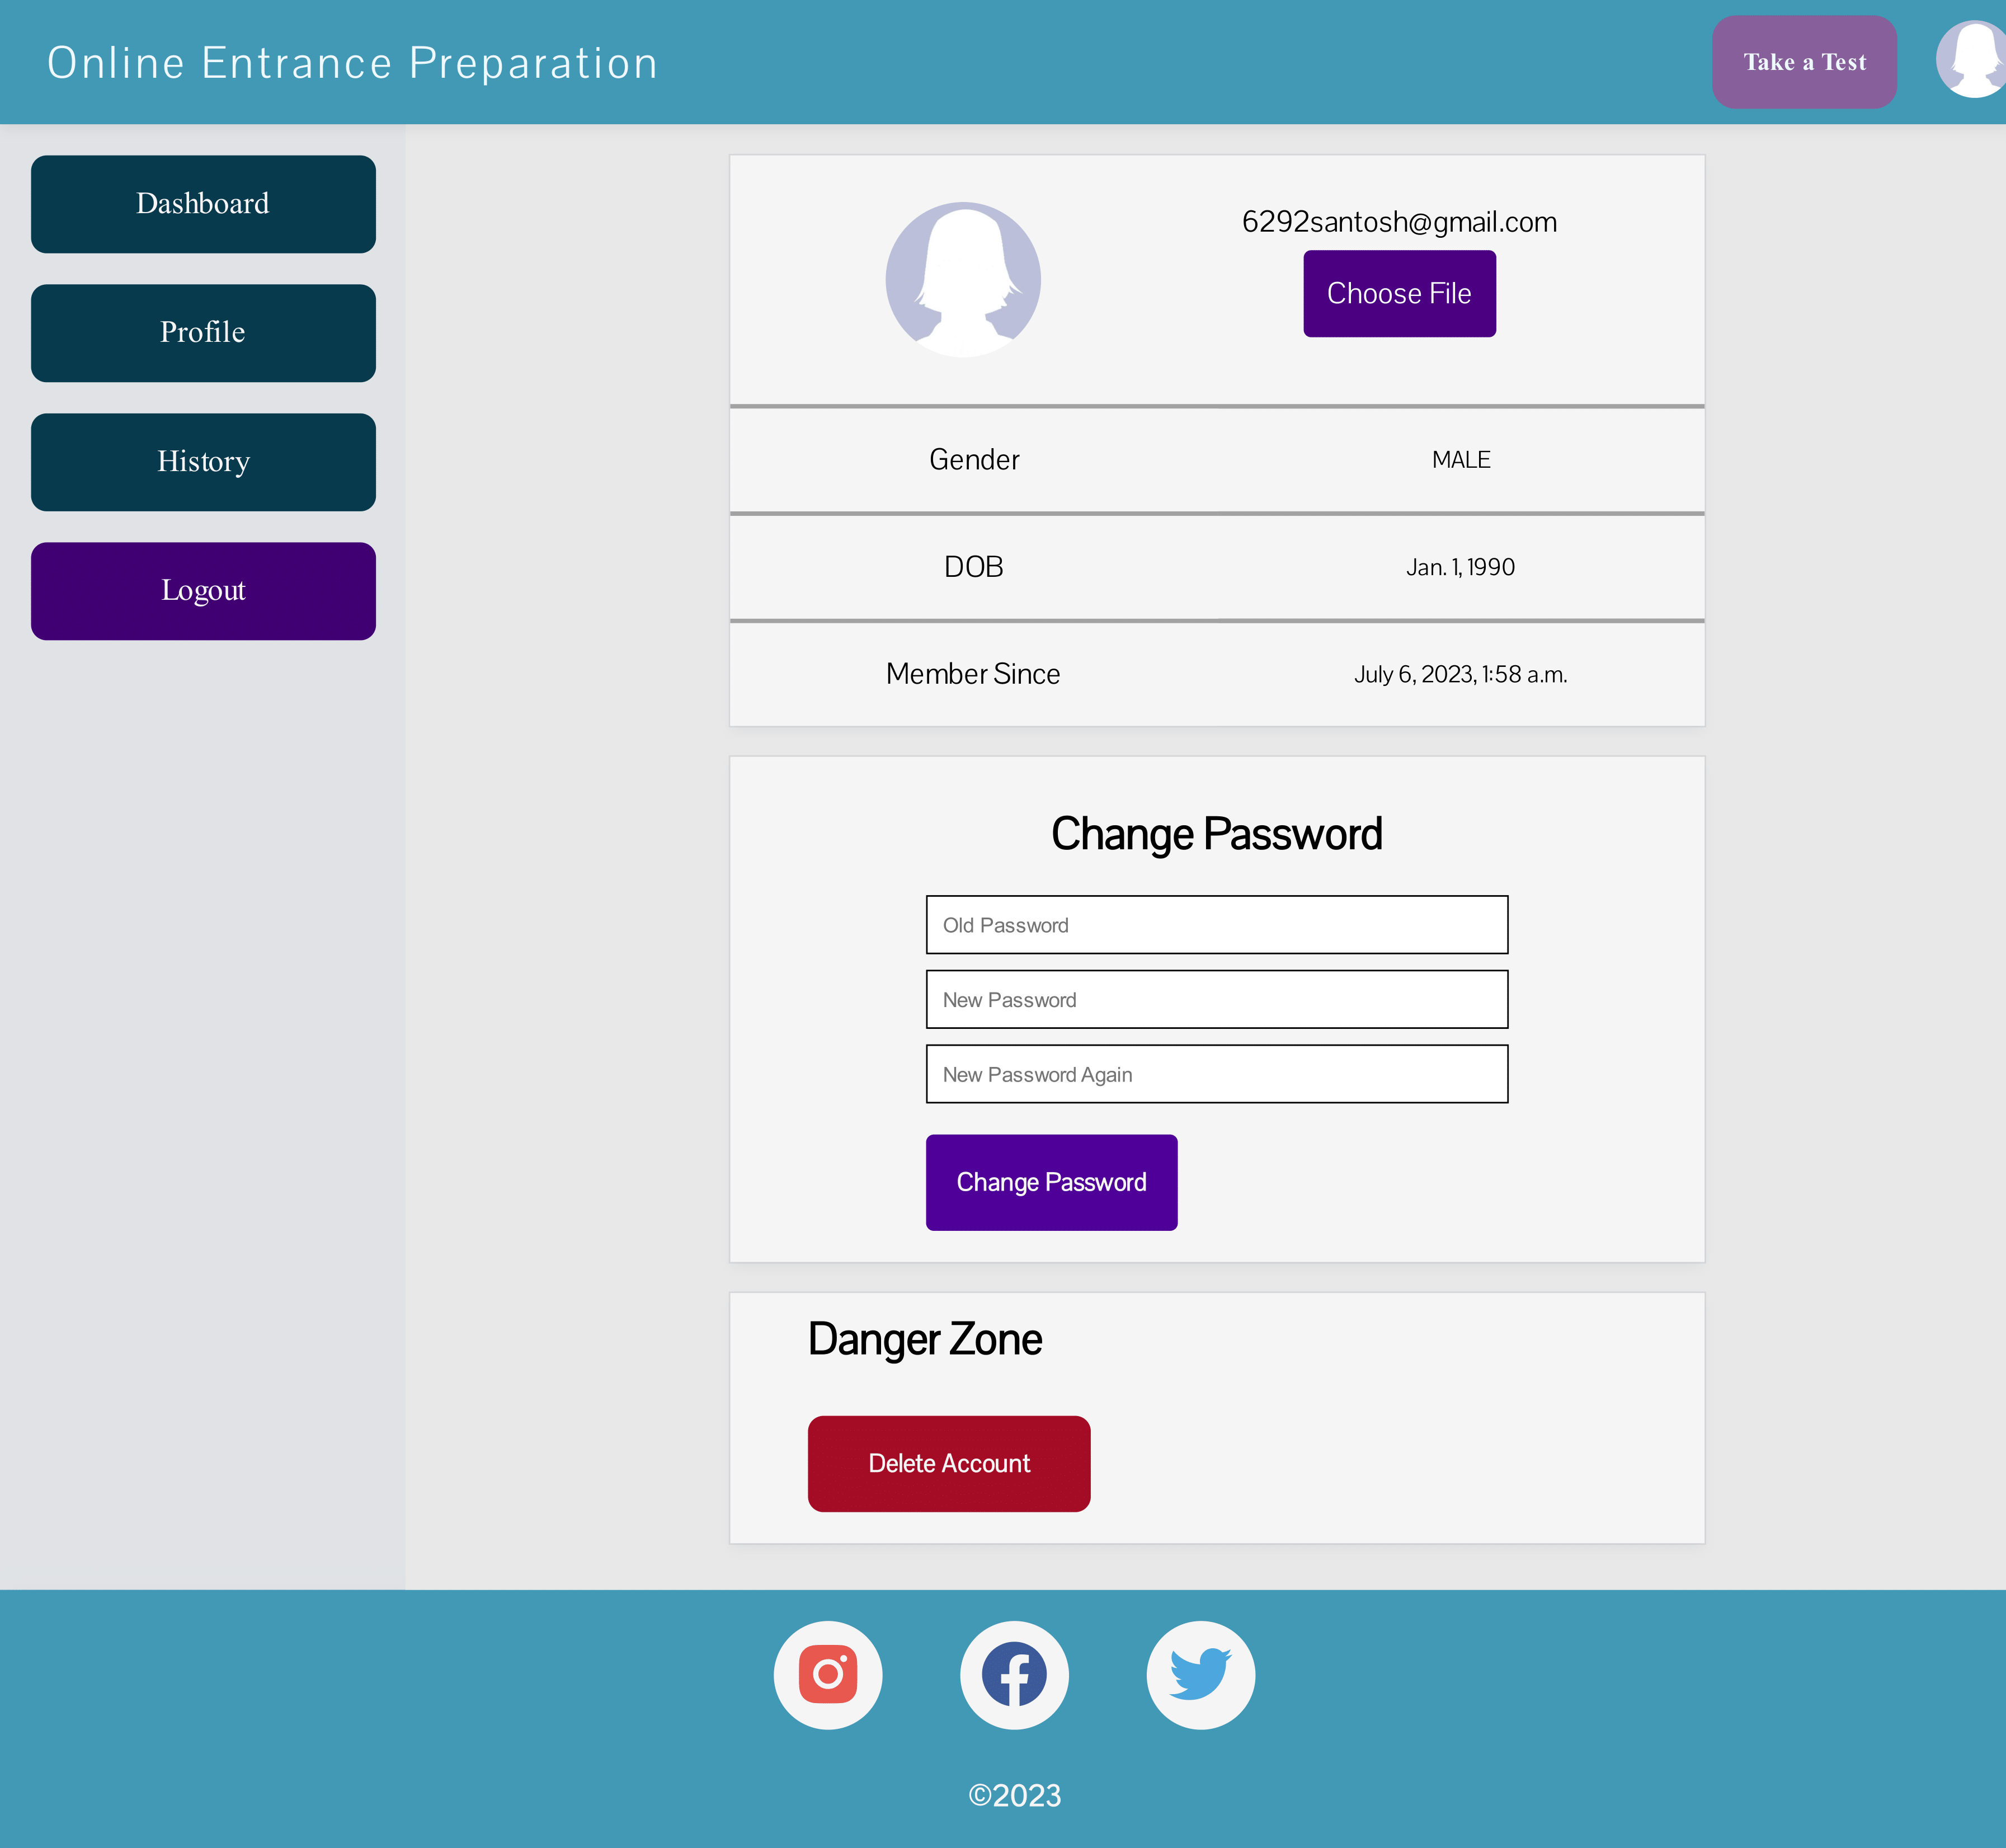 Online Entrance Preparation
Take a Test
Dashboard
Profile
History
Logout
6292santosh@gmail.com
Choose File
Gender MALE
DOB Jan. 1, 1990
Member Since July 6, 2023, 1:58 a.m.
Change Password
Old Password
New Password
New Password Again
Change Password
Danger Zone
Delete Account
©2023